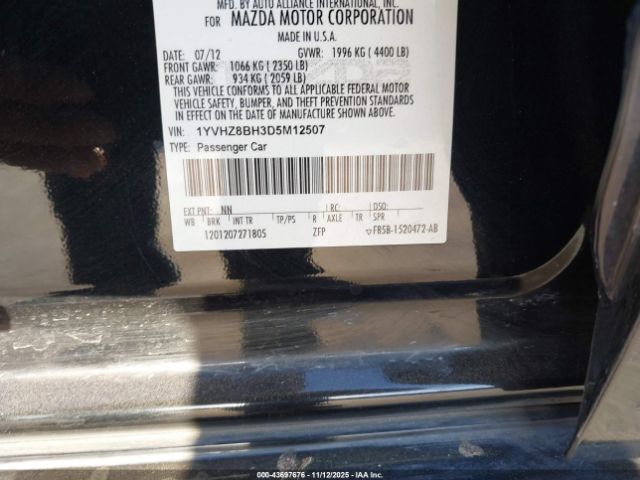 MFD. BY AUTO ALLIANCE INTERNATIONAL, INC.
FOR MAZDA MOTOR CORPORATION
MADE IN U.S.A.
DATE: 07/12 GVWR: 1996 KG ( 4400 LB)
FRONT GAWR: 1066 KG ( 2350 LB)
REAR GAWR: 934 KG ( 2059 LB)
THIS VEHICLE CONFORMS TO ALL APPLICABLE FEDERAL MOTOR
VEHICLE SAFETY, BUMPER, AND THEFT PREVENTION STANDARDS
IN EFFECT ON THE DATE OF MANUFACTURE SHOWN ABOVE.
VIN: 1YVHZ8BH3D5M12507
TYPE: Passenger Car
EXT PNT: NN RC: DSO:
WB BRK INT TR TP/PS R AXLE TR SPR
1201207271805 ZFP FR5B-1520472-AB
000-43697676 - 11/12/2025 - IAAI.com